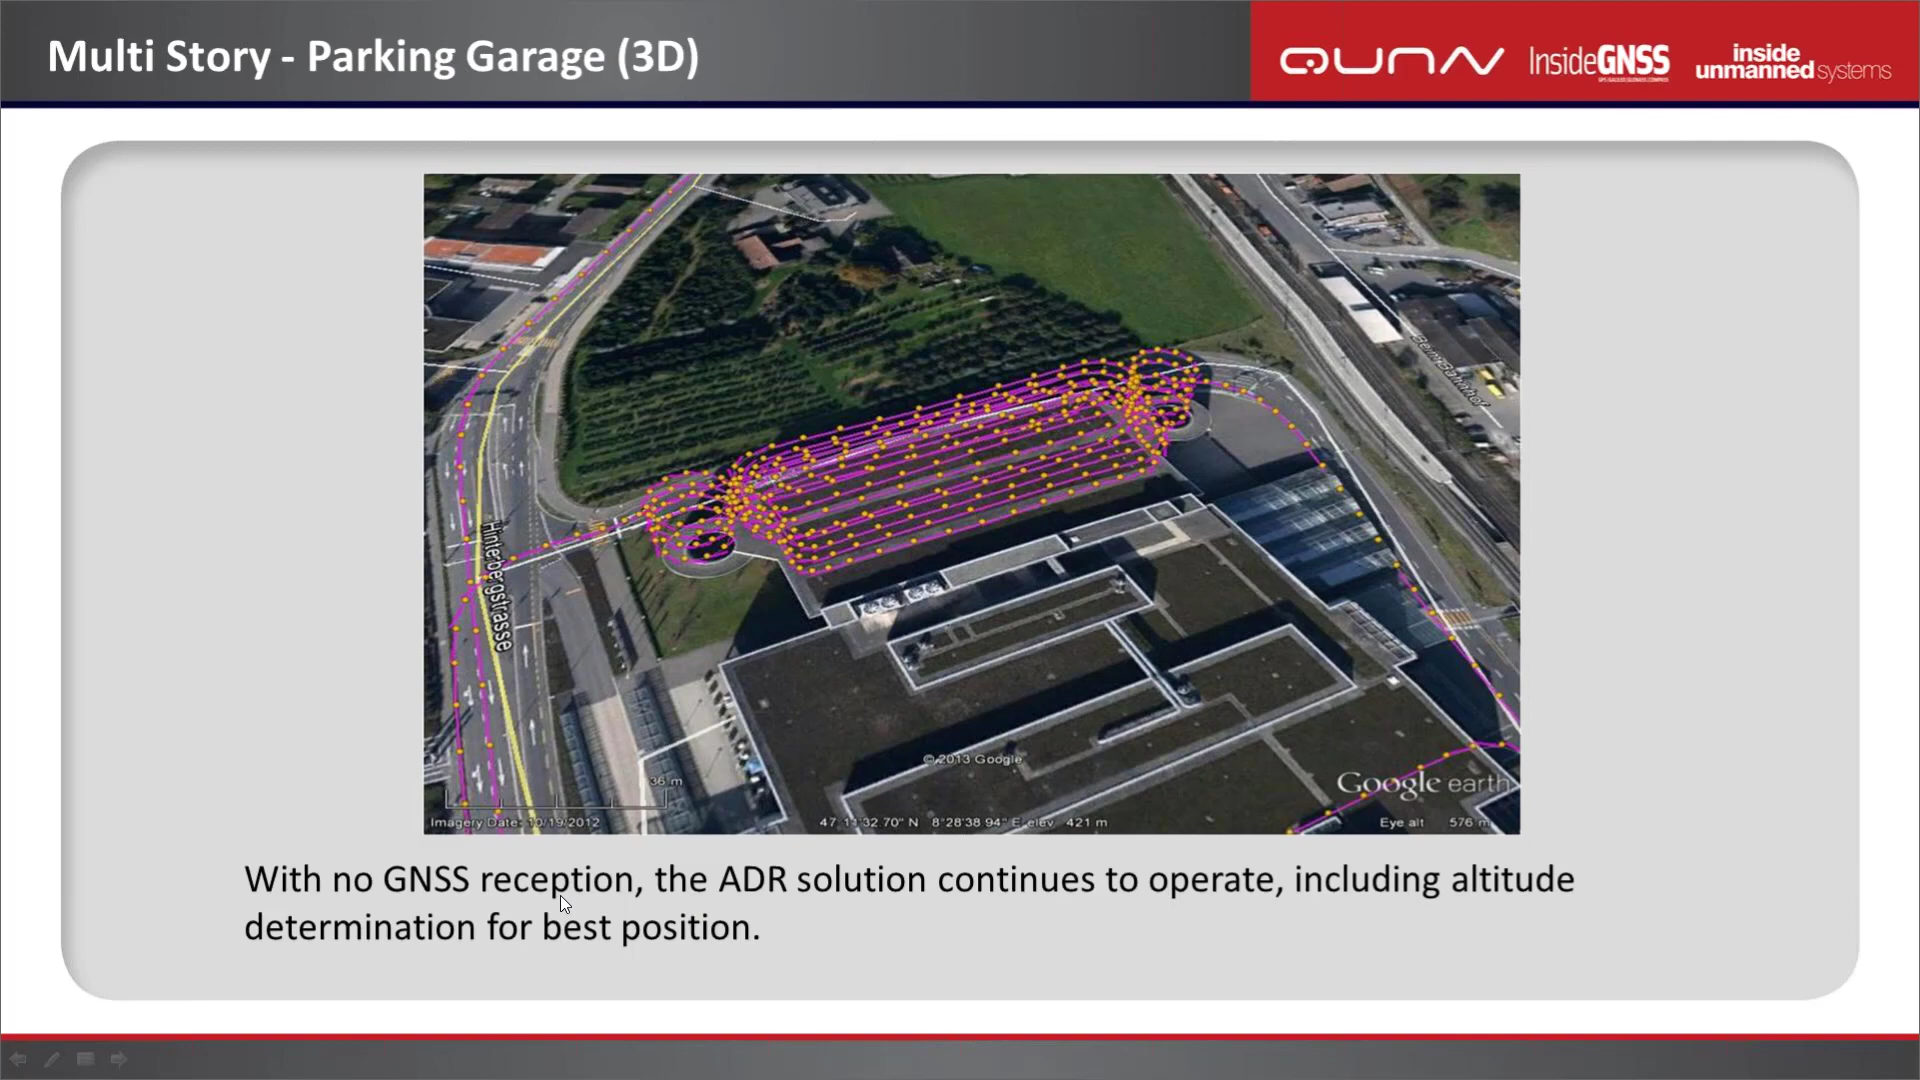 Multi Story - Parking Garage (3D)
QUNN
InsideGNSS
inside
unmanned systems
Hinterbergstrasse
36 m
© 2013 Google
Google earth
Imagery Date: 10/19/2012
47°11'32.70" N 8°28'38.94" E elev 421 m
Eye alt 576 m
With no GNSS reception, the ADR solution continues to operate, including altitude
determination for best position.